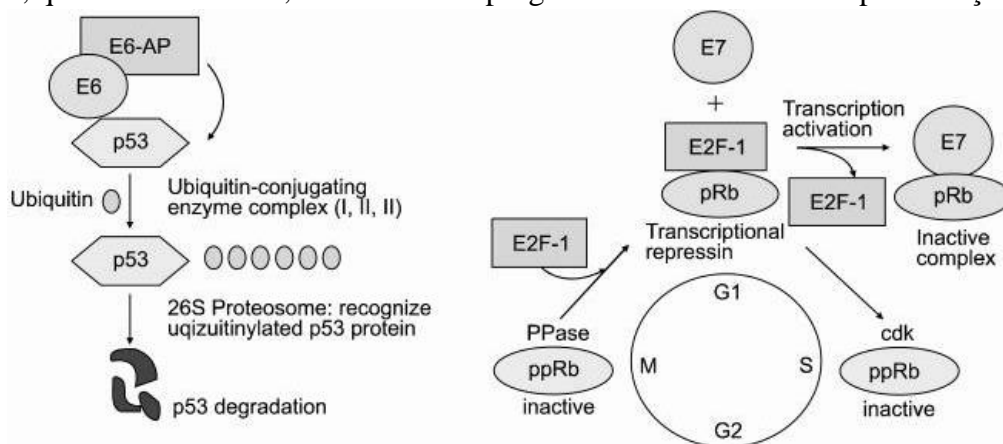 E6-AP
E6
p53
Ubiquitin
Ubiquitin-conjugating
enzyme complex (I, II, II)
p53
26S Proteosome: recognize
uqizuitinylated p53 protein
p53 degradation
E7
+
E2F-1
pRb
Transcriptional
repressin
Transcription
activation
E2F-1
E7
pRb
Inactive
complex
E2F-1
PPase
ppRb
inactive
G1
M
S
G2
cdk
ppRb
inactive